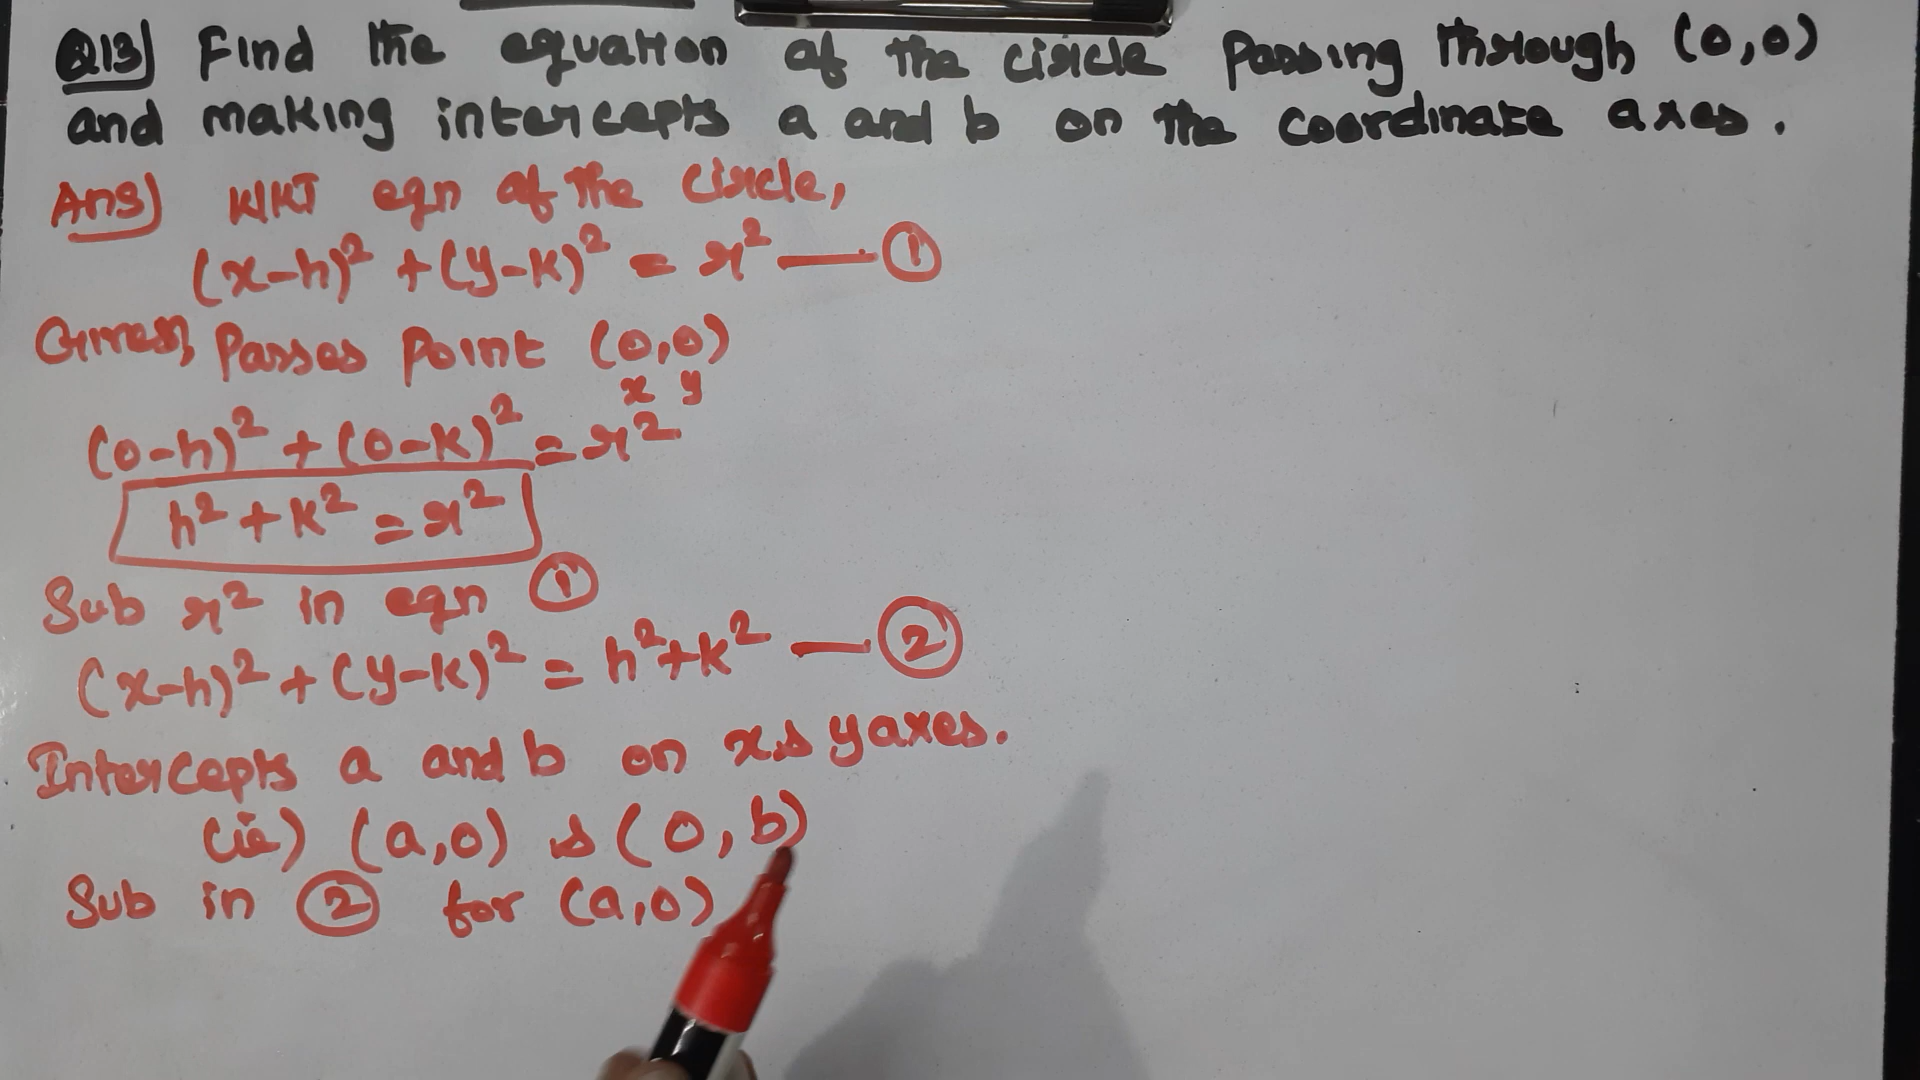 Q13) Find the equation of the circle passing through (0,0)
and making intercepts a and b on the coordinate axes.
Ans) WKT eqn of the circle,
(x-h)² + (y-k)² = r² — ①
Given, Passes Point (0,0)
x y
(0-h)² + (0-k)² = r²
h² + k² = r²
Sub r² in eqn ①
(x-h)² + (y-k)² = h²+k² — ②
Intercepts a and b on x & y axes.
(ie) (a,0) & (0,b)
Sub in ② for (a,0)